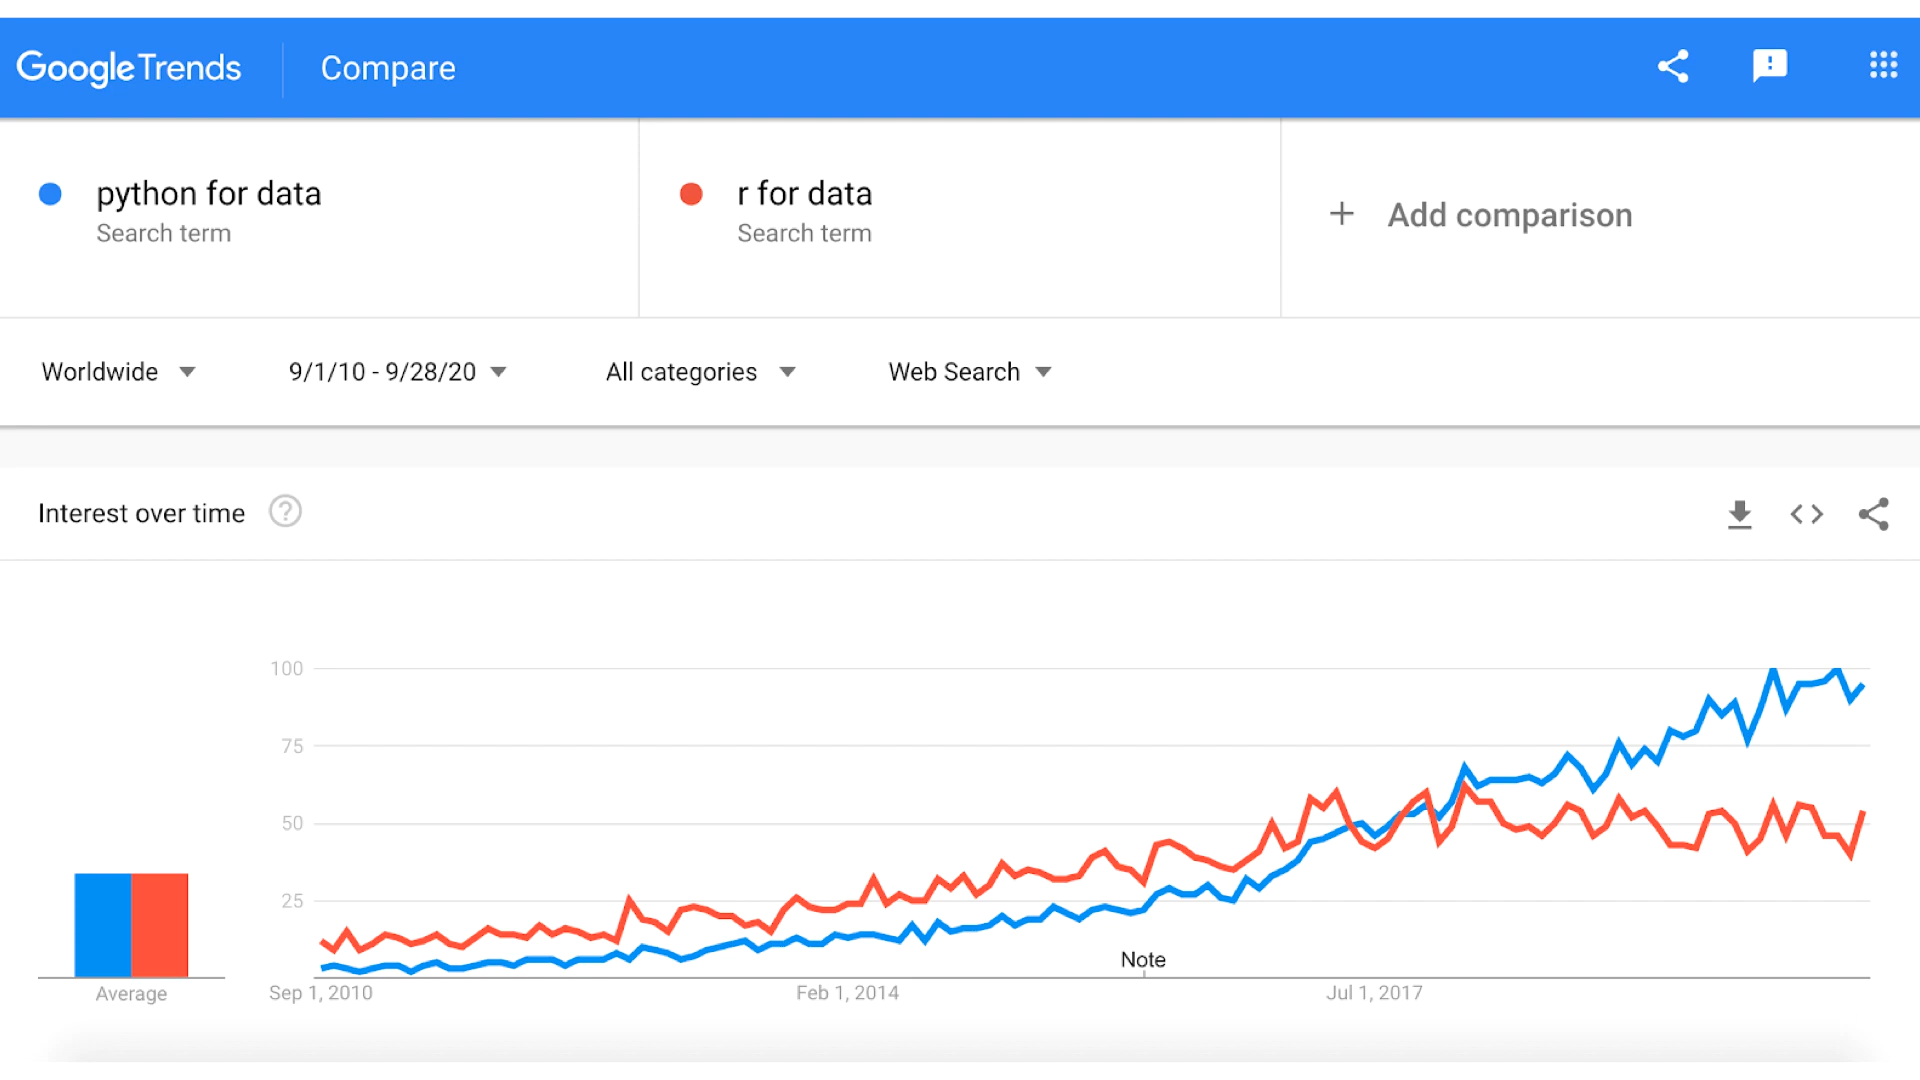 Google Trends
Compare
python for data
Search term
r for data
Search term
+ Add comparison
Worldwide
9/1/10 - 9/28/20
All categories
Web Search
Interest over time
?
100
75
50
25
Note
Average
Sep 1, 2010
Feb 1, 2014
Jul 1, 2017